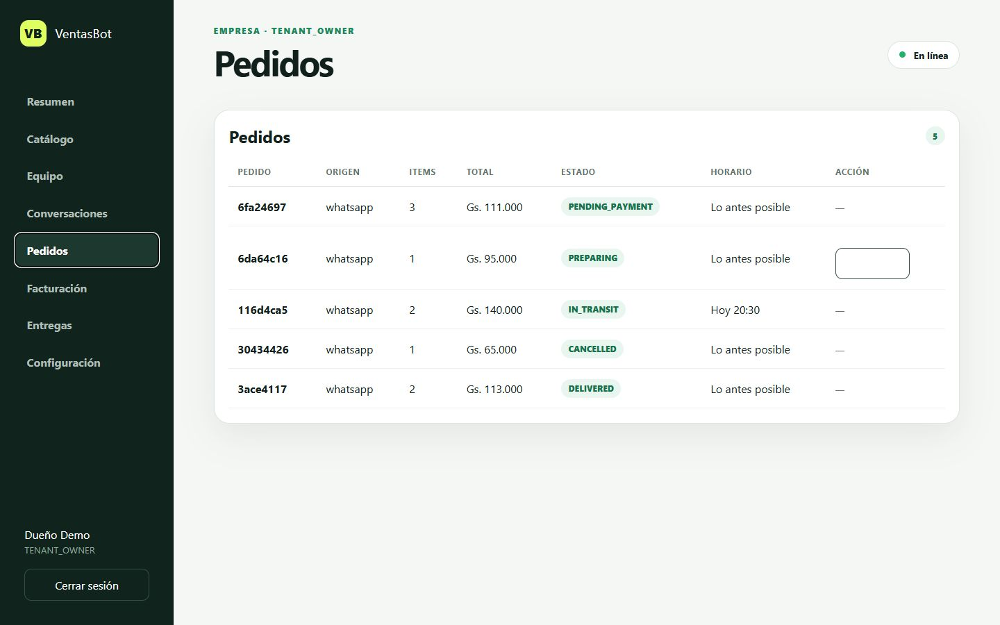 VB VentasBot
Resumen
Catálogo
Equipo
Conversaciones
Pedidos
Facturación
Entregas
Configuración
Dueño Demo
TENANT_OWNER
Cerrar sesión
EMPRESA · TENANT_OWNER
Pedidos
En línea
Pedidos 5
PEDIDO ORIGEN ITEMS TOTAL ESTADO HORARIO ACCIÓN
6fa24697 whatsapp 3 Gs. 111.000 PENDING_PAYMENT Lo antes posible —
6da64c16 whatsapp 1 Gs. 95.000 PREPARING Lo antes posible
116d4ca5 whatsapp 2 Gs. 140.000 IN_TRANSIT Hoy 20:30 —
30434426 whatsapp 1 Gs. 65.000 CANCELLED Lo antes posible —
3ace4117 whatsapp 2 Gs. 113.000 DELIVERED Lo antes posible —